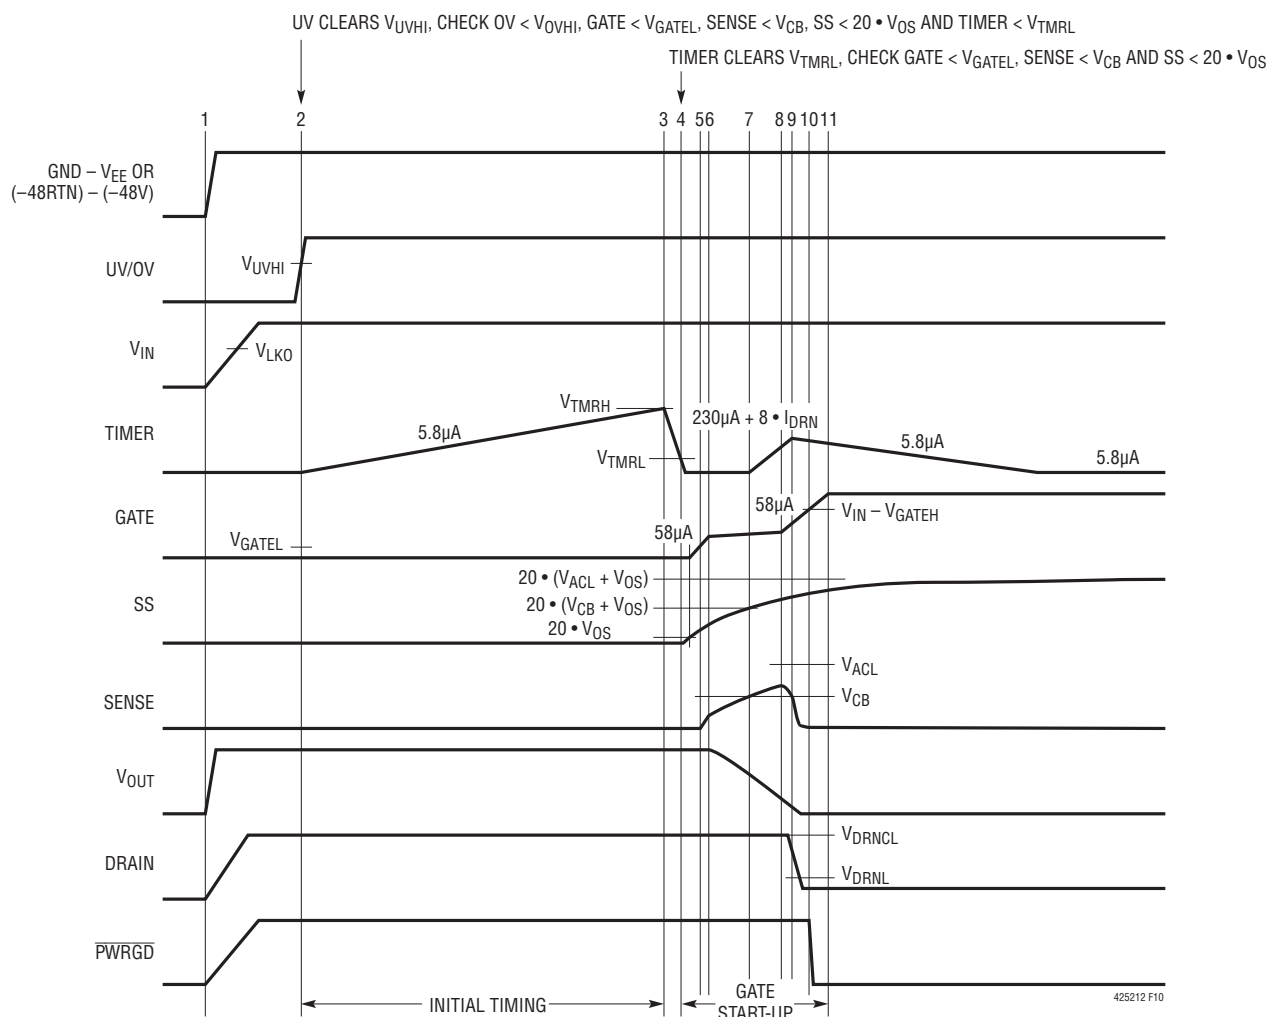 UV CLEARS VUVHI, CHECK OV < VOVHI, GATE < VGATEL, SENSE < VCB, SS < 20 • VOS AND TIMER < VTMRL
TIMER CLEARS VTMRL, CHECK GATE < VGATEL, SENSE < VCB AND SS < 20 • VOS
1 2 3 4 5 6 7 8 9 10 11
GND – VEE OR
(–48RTN) – (–48V)
UV/OV
VUVHI
VIN
VLKO
TIMER
5.8µA
VTMRH
VTMRL
230µA + 8 • IDRN
5.8µA
5.8µA
GATE
VGATEL
58µA
58µA
VIN – VGATEH
SS
20 • (VACL + VOS)
20 • (VCB + VOS)
20 • VOS
SENSE
VACL
VCB
VOUT
DRAIN
VDRNCL
VDRNL
PWRGD
INITIAL TIMING
GATE
START-UP
425212 F10